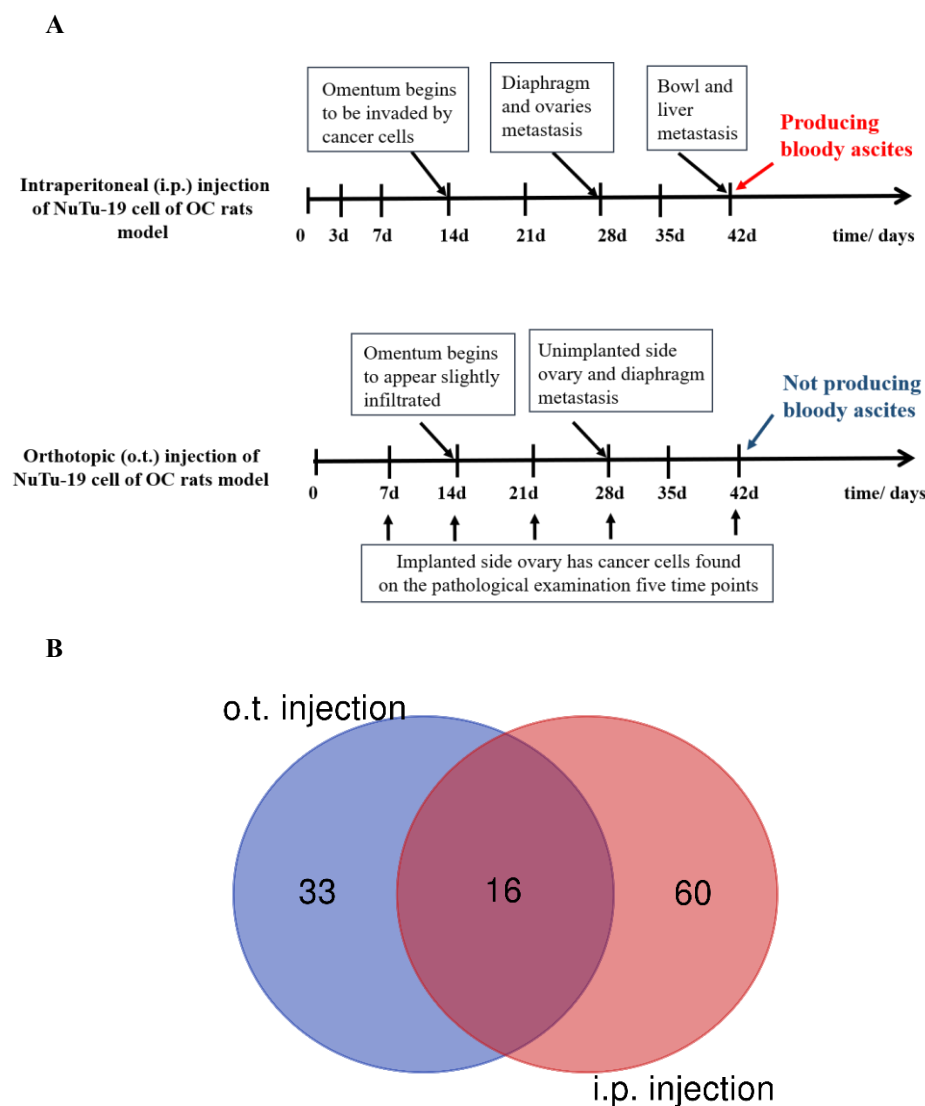 A
Omentum begins
to be invaded by
cancer cells
Diaphragm
and ovaries
metastasis
Bowl and
liver
metastasis
Producing
bloody ascites
Intraperitoneal (i.p.) injection
of NuTu-19 cell of OC rats
model
0 3d 7d 14d 21d 28d 35d 42d time/ days
Omentum begins
to appear slightly
infiltrated
Unimplanted side
ovary and diaphragm
metastasis
Not producing
bloody ascites
Orthotopic (o.t.) injection of
NuTu-19 cell of OC rats model
0 7d 14d 21d 28d 35d 42d time/ days
Implanted side ovary has cancer cells found
on the pathological examination five time points
B
o.t. injection
33 16 60
i.p. injection